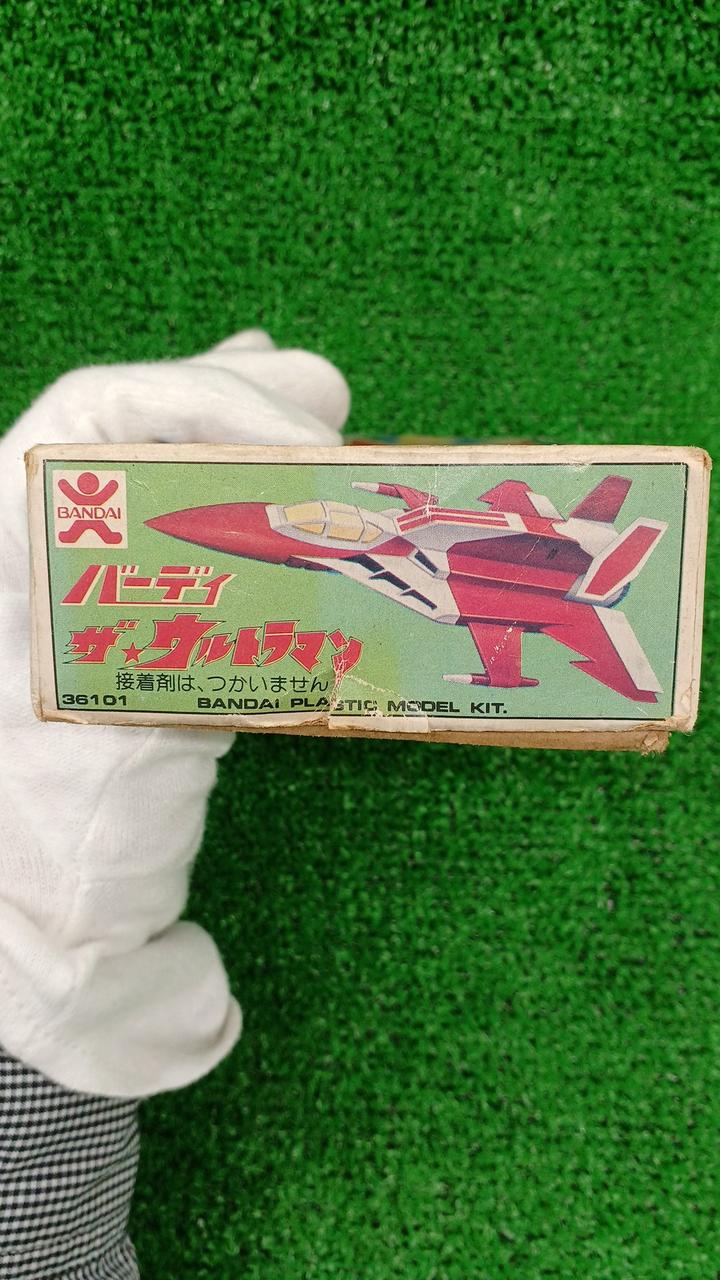 BANDAI
バーディ
ザ★ウルトラマン
接着剤は、つかいません
36101
BANDAI PLASTIC MODEL KIT.